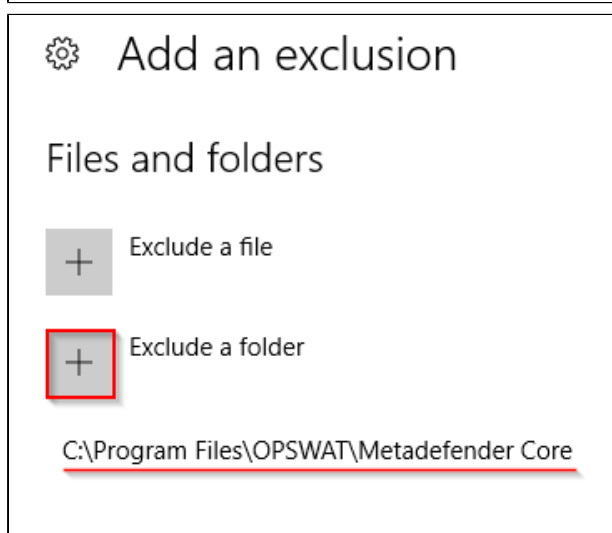 Add an exclusion
Files and folders
Exclude a file
Exclude a folder
C:\Program Files\OPSWAT\Metadefender Core